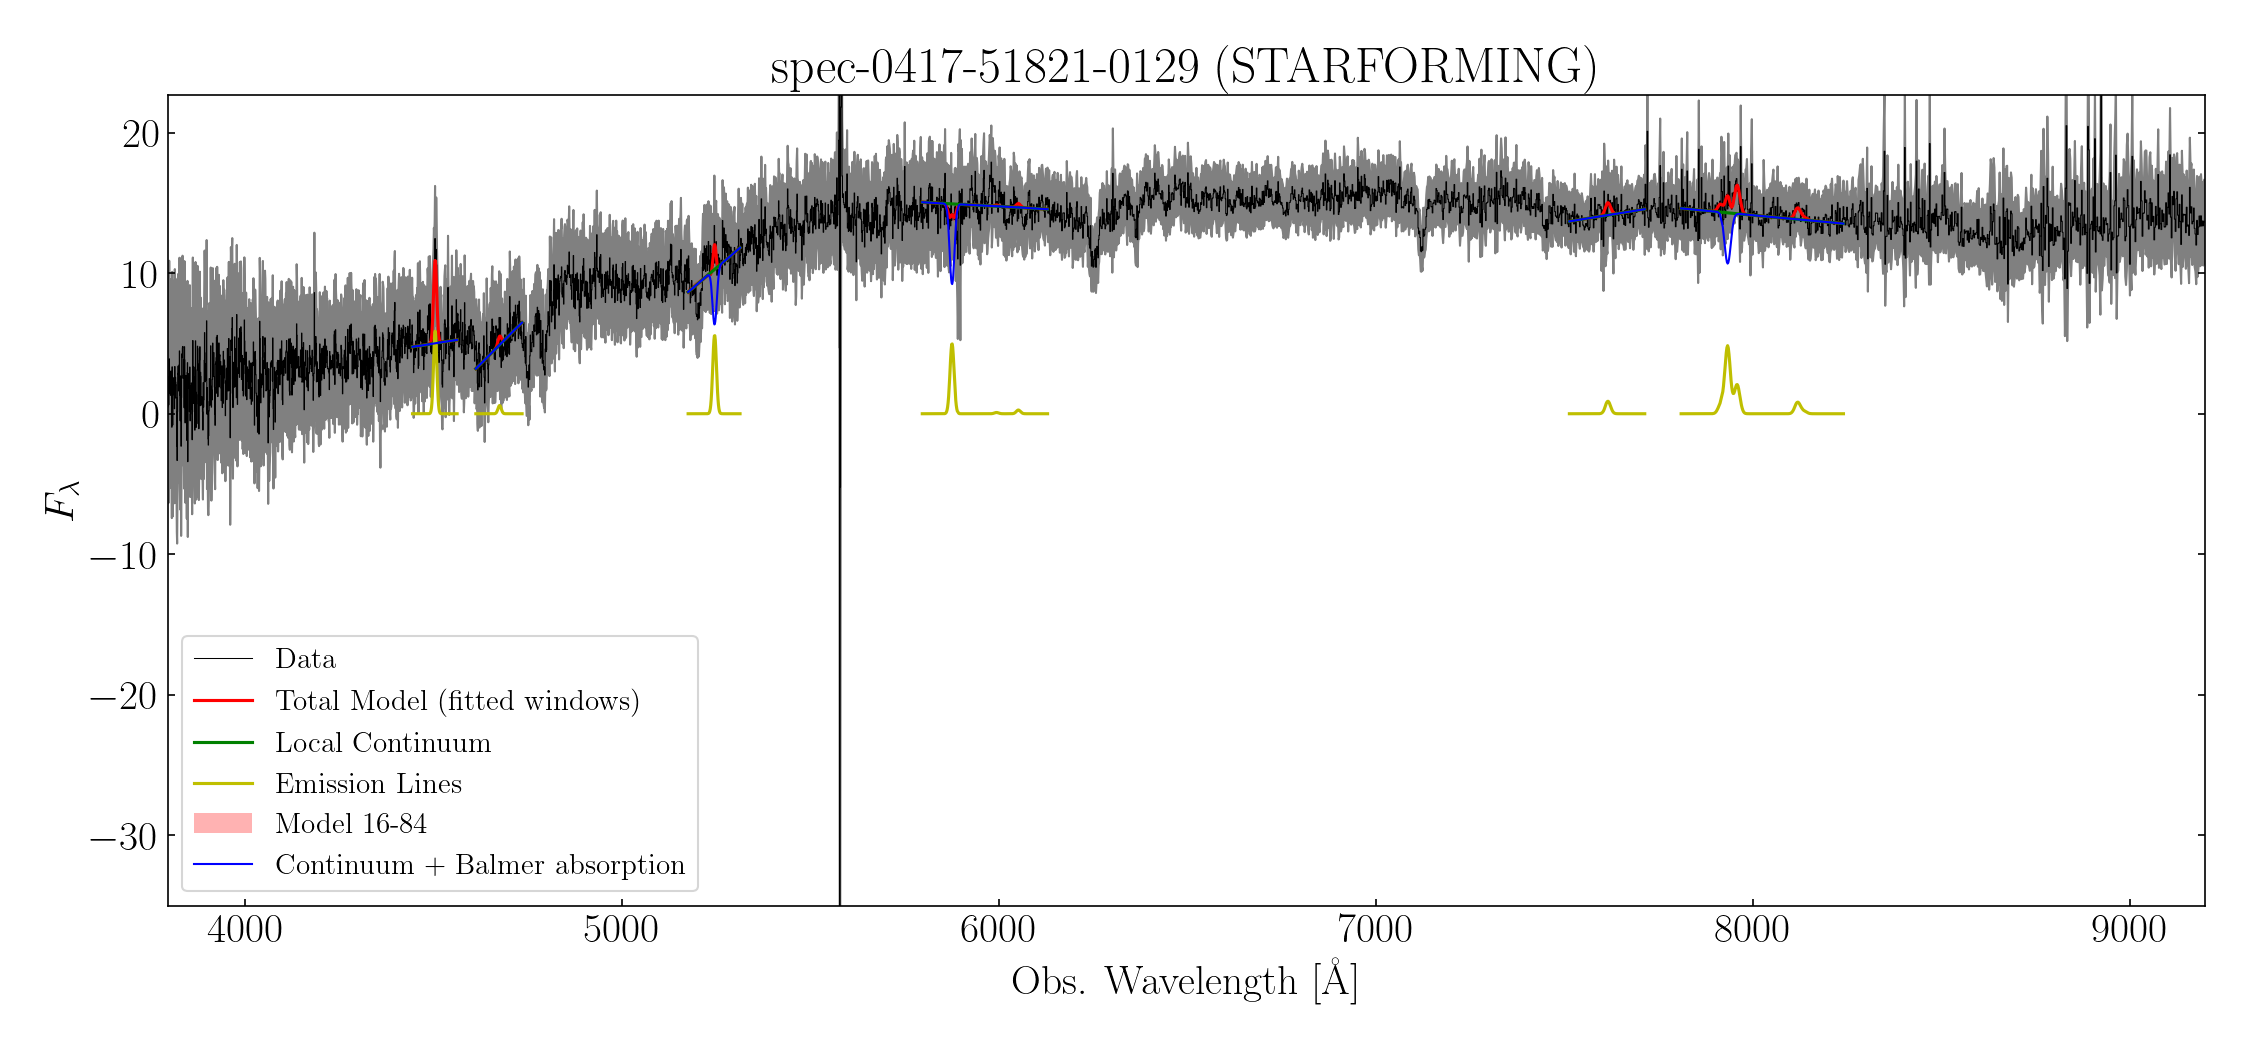 spec-0417-51821-0129 (STARFORMING)
20
10
0
−10
−20
−30
F_λ
Data
Total Model (fitted windows)
Local Continuum
Emission Lines
Model 16-84
Continuum + Balmer absorption
4000 5000 6000 7000 8000 9000
Obs. Wavelength [Å]